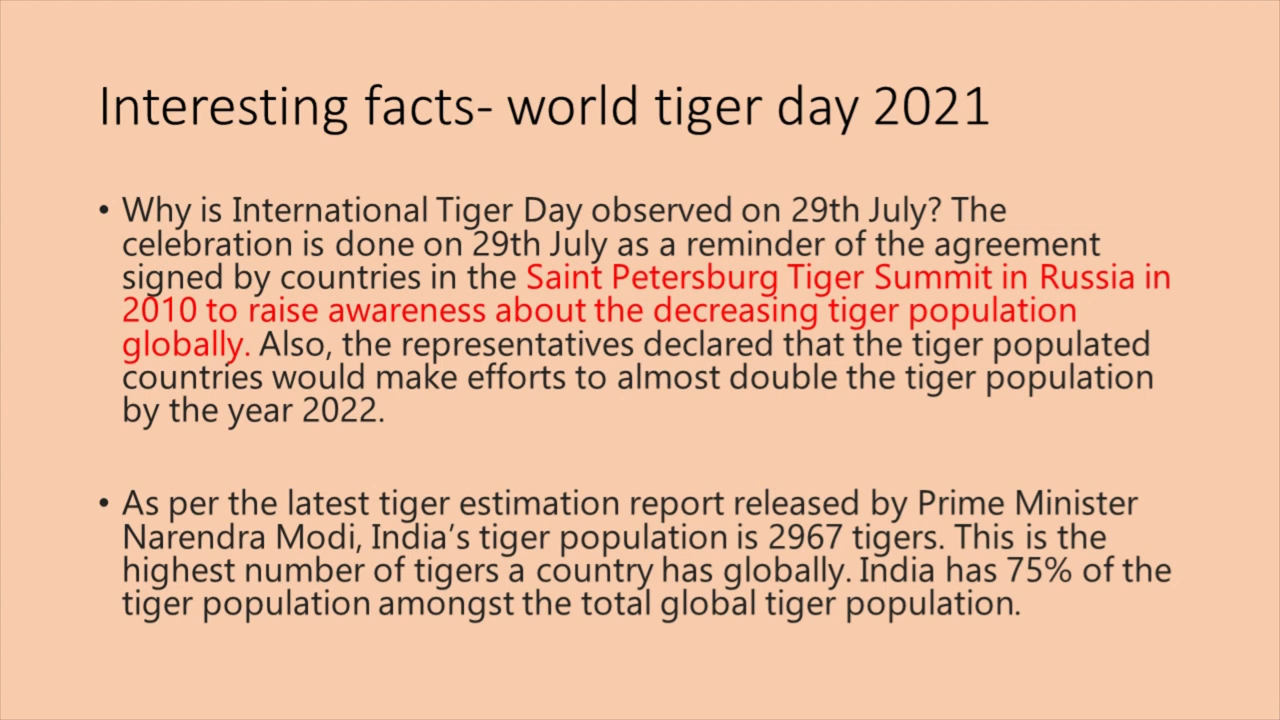 Interesting facts- world tiger day 2021
• Why is International Tiger Day observed on 29th July? The
celebration is done on 29th July as a reminder of the agreement
signed by countries in the Saint Petersburg Tiger Summit in Russia in
2010 to raise awareness about the decreasing tiger population
globally. Also, the representatives declared that the tiger populated
countries would make efforts to almost double the tiger population
by the year 2022.
• As per the latest tiger estimation report released by Prime Minister
Narendra Modi, India’s tiger population is 2967 tigers. This is the
highest number of tigers a country has globally. India has 75% of the
tiger population amongst the total global tiger population.